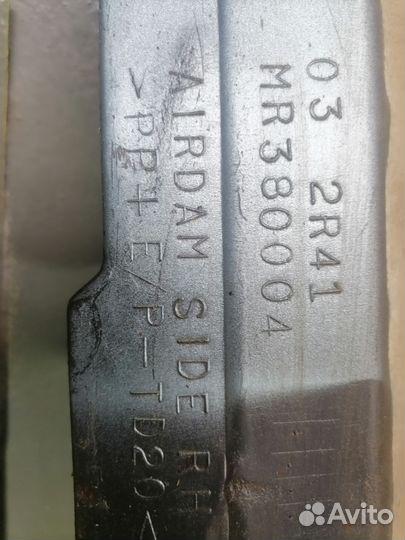 03 2R41
MR380004
AIRDAM SIDE RH
>PP+E/P-TD20<
Avito